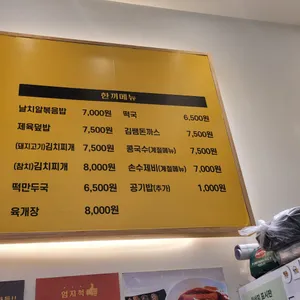 한끼메뉴
날치알볶음밥 7,000원
제육덮밥 7,500원
(돼지고기)김치찌개 7,500원
(참치)김치찌개 8,000원
떡만두국 6,500원
육개장 8,000원
떡국 6,500원
김쌈돈까스 7,500원
콩국수(계절메뉴) 7,500원
손수제비(계절메뉴) 7,000원
공기밥(추가) 1,000원
엄지척